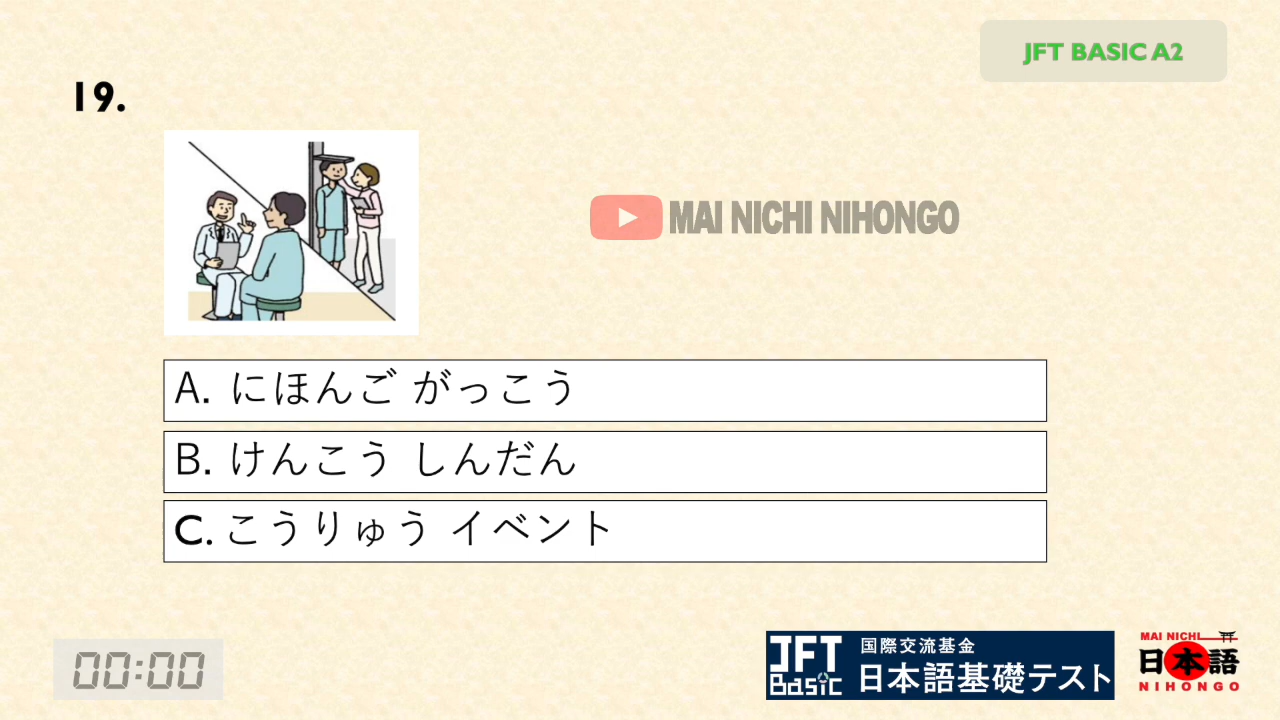 JFT BASIC A2
19.
MAI NICHI NIHONGO
A. にほんご がっこう
B. けんこう しんだん
C. こうりゅう イベント
00:00
JFT Basic
国際交流基金
日本語基礎テスト
MAI NICHI
日本語
NIHONGO